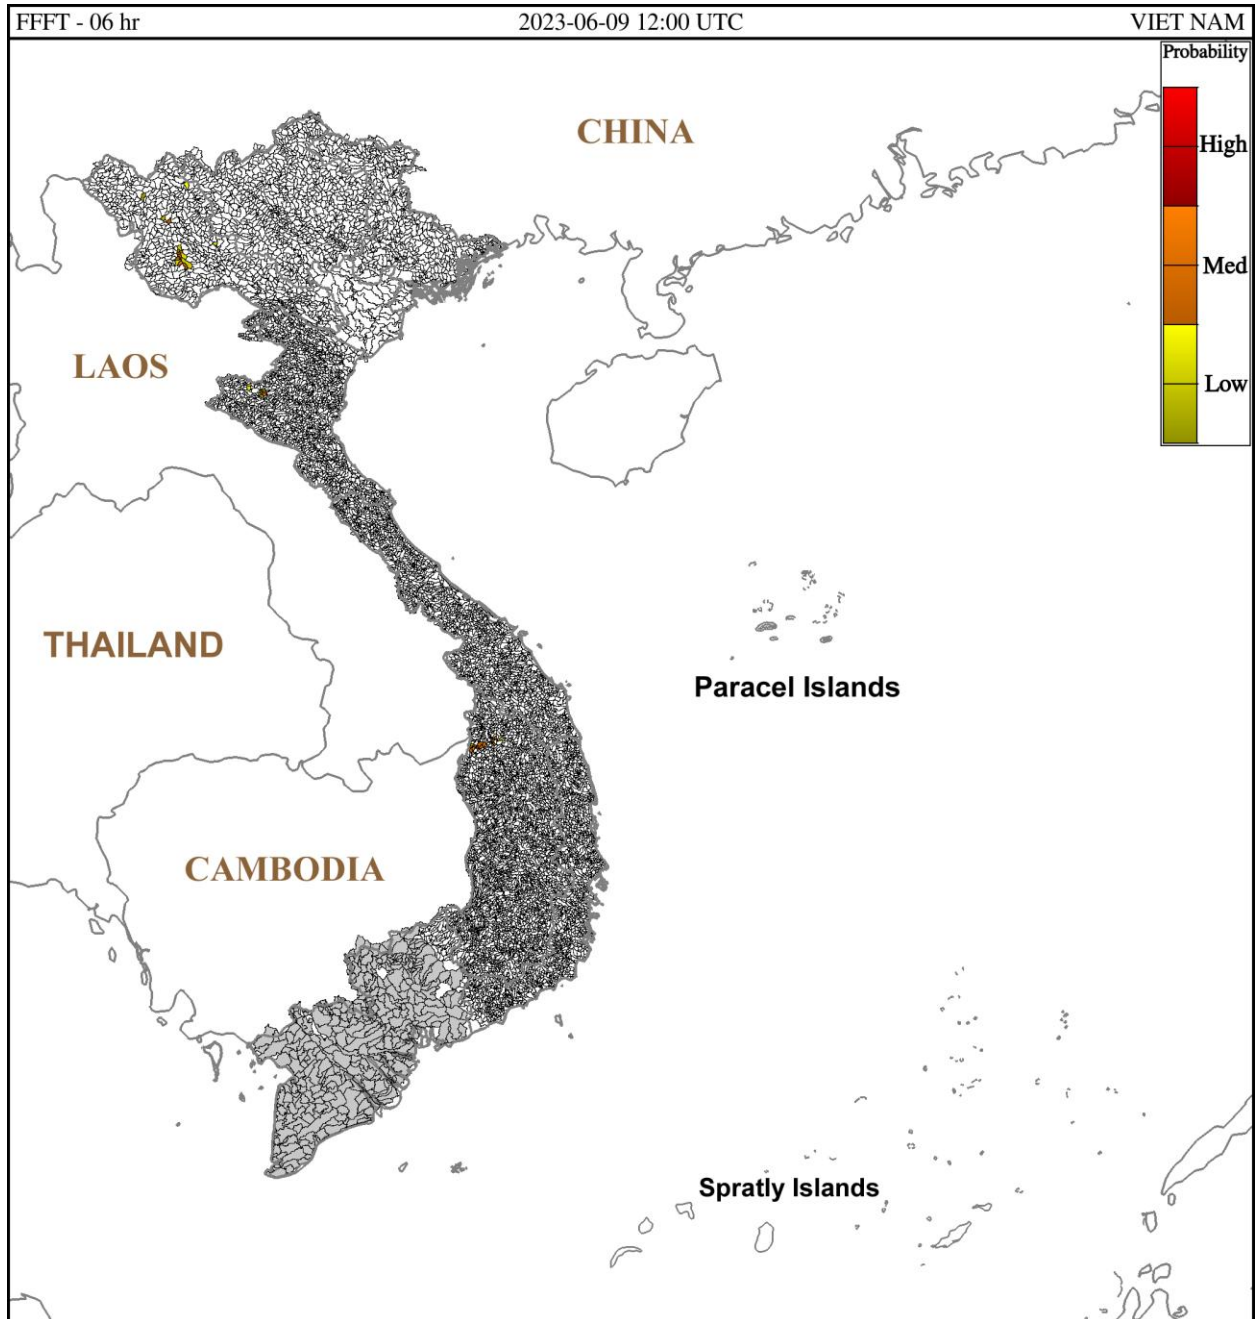 FFFT - 06 hr 2023-06-09 12:00 UTC VIET NAM
Probability
CHINA
High
Med
LAOS
Low
THAILAND
Paracel Islands
CAMBODIA
Spratly Islands